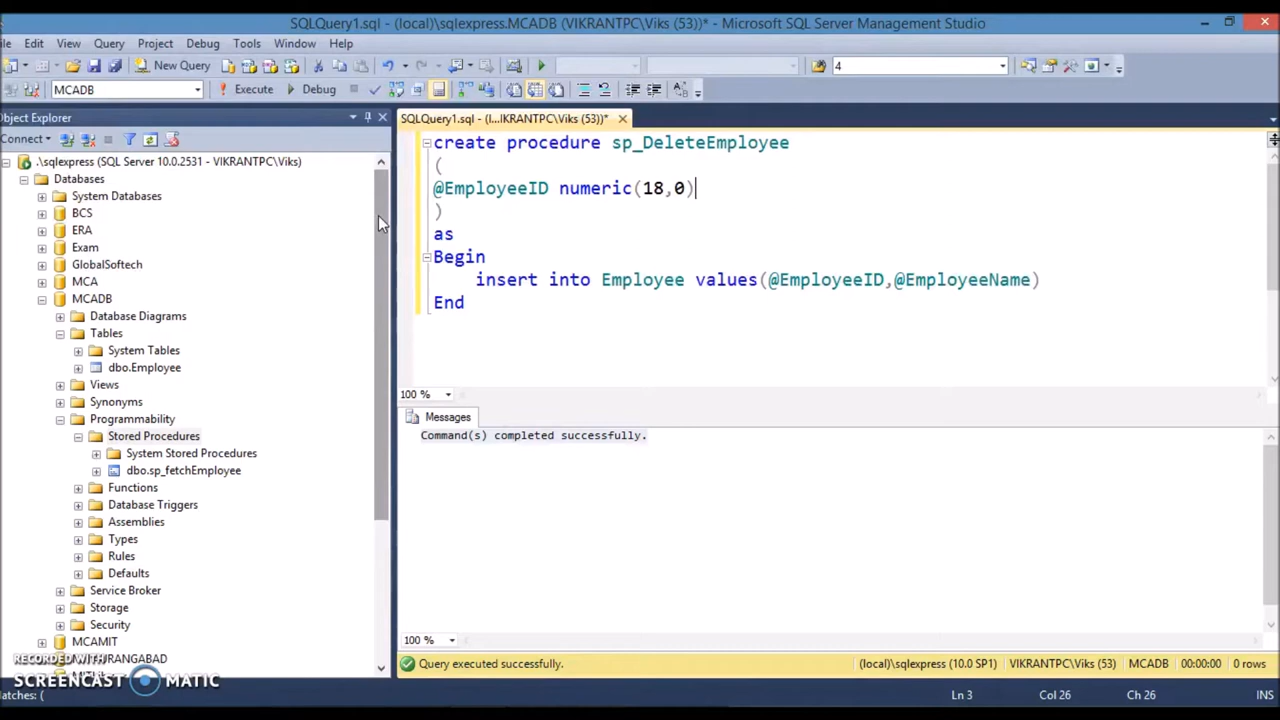 SQLQuery1.sql - (local)\sqlexpress.MCADB (VIKRANTPC\Viks (53))* - Microsoft SQL Server Management Studio
ile Edit View Query Project Debug Tools Window Help
New Query 4
MCADB Execute Debug
Object Explorer
Connect
.\sqlexpress (SQL Server 10.0.2531 - VIKRANTPC\Viks)
Databases
System Databases
BCS
ERA
Exam
GlobalSoftech
MCA
MCADB
Database Diagrams
Tables
System Tables
dbo.Employee
Views
Synonyms
Programmability
Stored Procedures
System Stored Procedures
dbo.sp_fetchEmployee
Functions
Database Triggers
Assemblies
Types
Rules
Defaults
Service Broker
Storage
Security
MCAMIT
RECORDED WITH
SCREENCAST MATIC
SQLQuery1.sql - (l...IKRANTPC\Viks (53))*
create procedure sp_DeleteEmployee
(
@EmployeeID numeric(18,0)
)
as
Begin
insert into Employee values(@EmployeeID,@EmployeeName)
End
100 %
Messages
Command(s) completed successfully.
100 %
Query executed successfully. (local)\sqlexpress (10.0 SP1) VIKRANTPC\Viks (53) MCADB 00:00:00 0 rows
atches: ( Ln 3 Col 26 Ch 26 INS